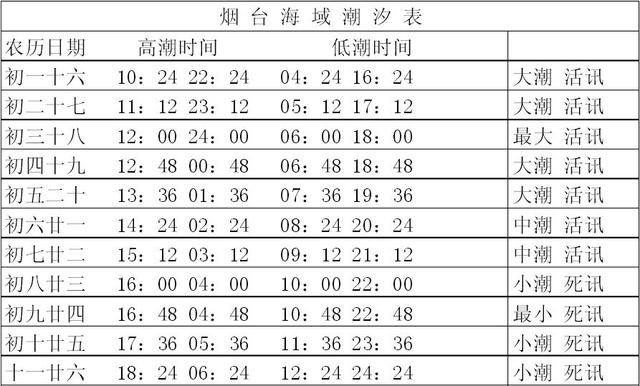 烟台海域潮汐表
农历日期 高潮时间 低潮时间
初一十六 10：24 22：24 04：24 16：24 大潮 活讯
初二十七 11：12 23：12 05：12 17：12 大潮 活讯
初三十八 12：00 24：00 06：00 18：00 最大 活讯
初四十九 12：48 00：48 06：48 18：48 大潮 活讯
初五二十 13：36 01：36 07：36 19：36 大潮 活讯
初六廿一 14：24 02：24 08：24 20：24 中潮 活讯
初七廿二 15：12 03：12 09：12 21：12 中潮 活讯
初八廿三 16：00 04：00 10：00 22：00 小潮 死讯
初九廿四 16：48 04：48 10：48 22：48 最小 死讯
初十廿五 17：36 05：36 11：36 23：36 小潮 死讯
十一廿六 18：24 06：24 12：24 24：24 小潮 死讯